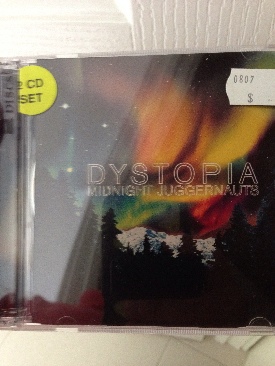 2 CD
SET
0807
$
DYSTOPIA
MIDNIGHT JUGGERNAUTS